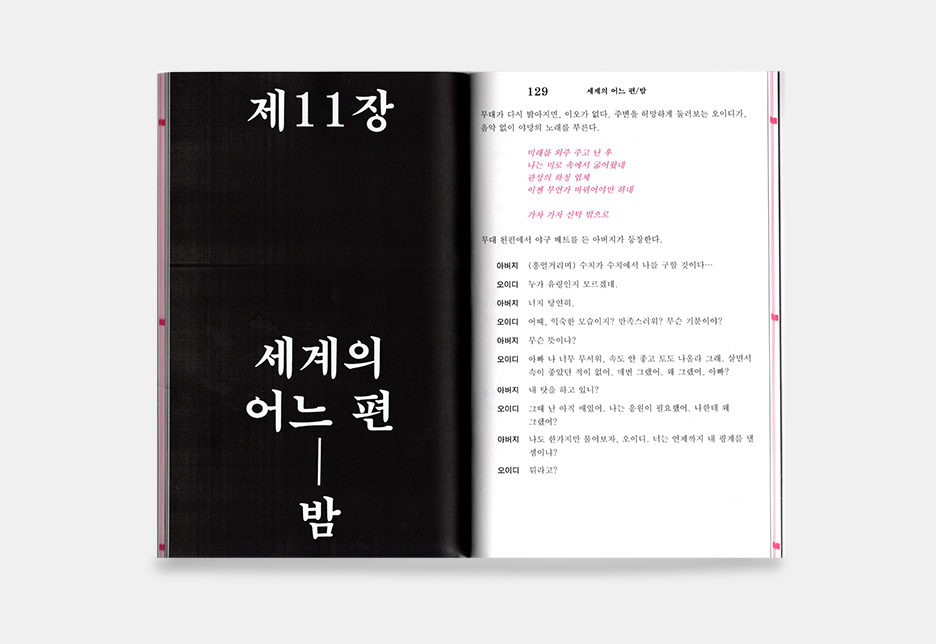 제11장
세계의
어느 편
밤
129 세계의 어느 편/밤
무대가 다시 밝아지면, 이오가 없다. 주변을 허망하게 둘러보는 오이디가,
음악 없이 야망의 노래를 부른다.
미래를 외주 주고 난 후
나는 미로 속에서 굶어왔네
관성의 하청 업체
이젠 무언가 바뀌어야만 하네
가자 가자 신탁 밤으로
무대 왼편에서 야구 배트를 든 아버지가 등장한다.
아버지 (흥얼거리며) 수치가 수치에서 나를 구할 것이다…
오이디 누가 유령인지 모르겠네.
아버지 너지 당연히.
오이디 어때, 익숙한 모습이지? 만족스러워? 무슨 기분이야?
아버지 무슨 뜻이냐?
오이디 아빠 나 너무 무서워, 속도 안 좋고 토도 나올라 그래. 살면서
속이 좋았던 적이 없어. 매번 그랬어. 왜 그랬어, 아빠?
아버지 내 탓을 하고 있니?
오이디 그때 난 아직 애였어. 나는 응원이 필요했어. 나한테 왜
그랬어?
아버지 나도 한가지만 물어보자, 오이디. 너는 언제까지 내 핑계를 댈
셈이냐?
오이디 뭐라고?